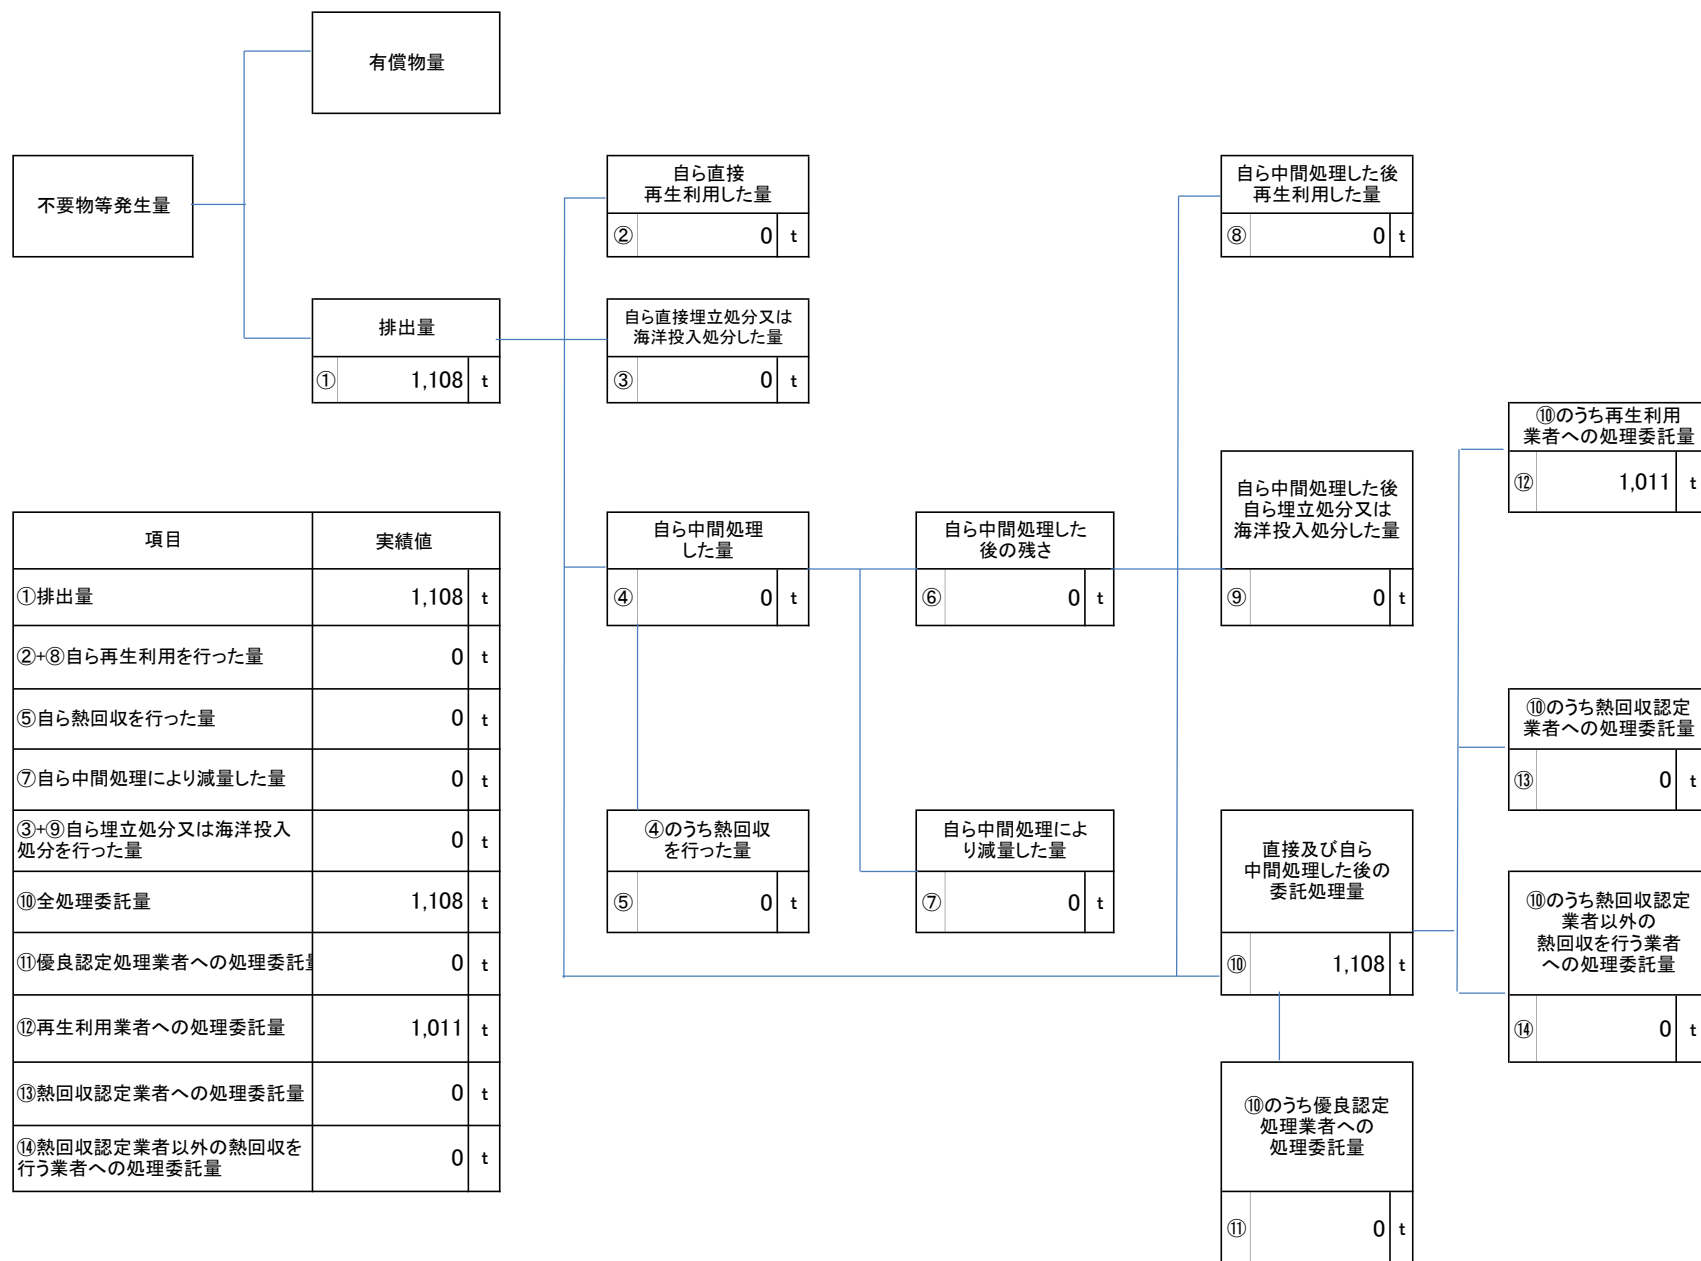 有償物量
不要物等発生量
排出量
① 1,108 t
自ら直接
再生利用した量
② 0 t
自ら直接埋立処分又は
海洋投入処分した量
③ 0 t
自ら中間処理
した量
④ 0 t
④のうち熱回収
を行った量
⑤ 0 t
自ら中間処理した
後の残さ
⑥ 0 t
自ら中間処理によ
り減量した量
⑦ 0 t
自ら中間処理した後
再生利用した量
⑧ 0 t
自ら中間処理した後
自ら埋立処分又は
海洋投入処分した量
⑨ 0 t
直接及び自ら
中間処理した後の
委託処理量
⑩ 1,108 t
⑩のうち優良認定
処理業者への
処理委託量
⑪ 0 t
⑩のうち再生利用
業者への処理委託量
⑫ 1,011 t
⑩のうち熱回収認定
業者への処理委託量
⑬ 0 t
⑩のうち熱回収認定
業者以外の
熱回収を行う業者
への処理委託量
⑭ 0 t
項目 実績値
①排出量 1,108 t
②+⑧自ら再生利用を行った量 0 t
⑤自ら熱回収を行った量 0 t
⑦自ら中間処理により減量した量 0 t
③+⑨自ら埋立処分又は海洋投入
処分を行った量 0 t
⑩全処理委託量 1,108 t
⑪優良認定処理業者への処理委託 0 t
⑫再生利用業者への処理委託量 1,011 t
⑬熱回収認定業者への処理委託量 0 t
⑭熱回収認定業者以外の熱回収を
行う業者への処理委託量 0 t